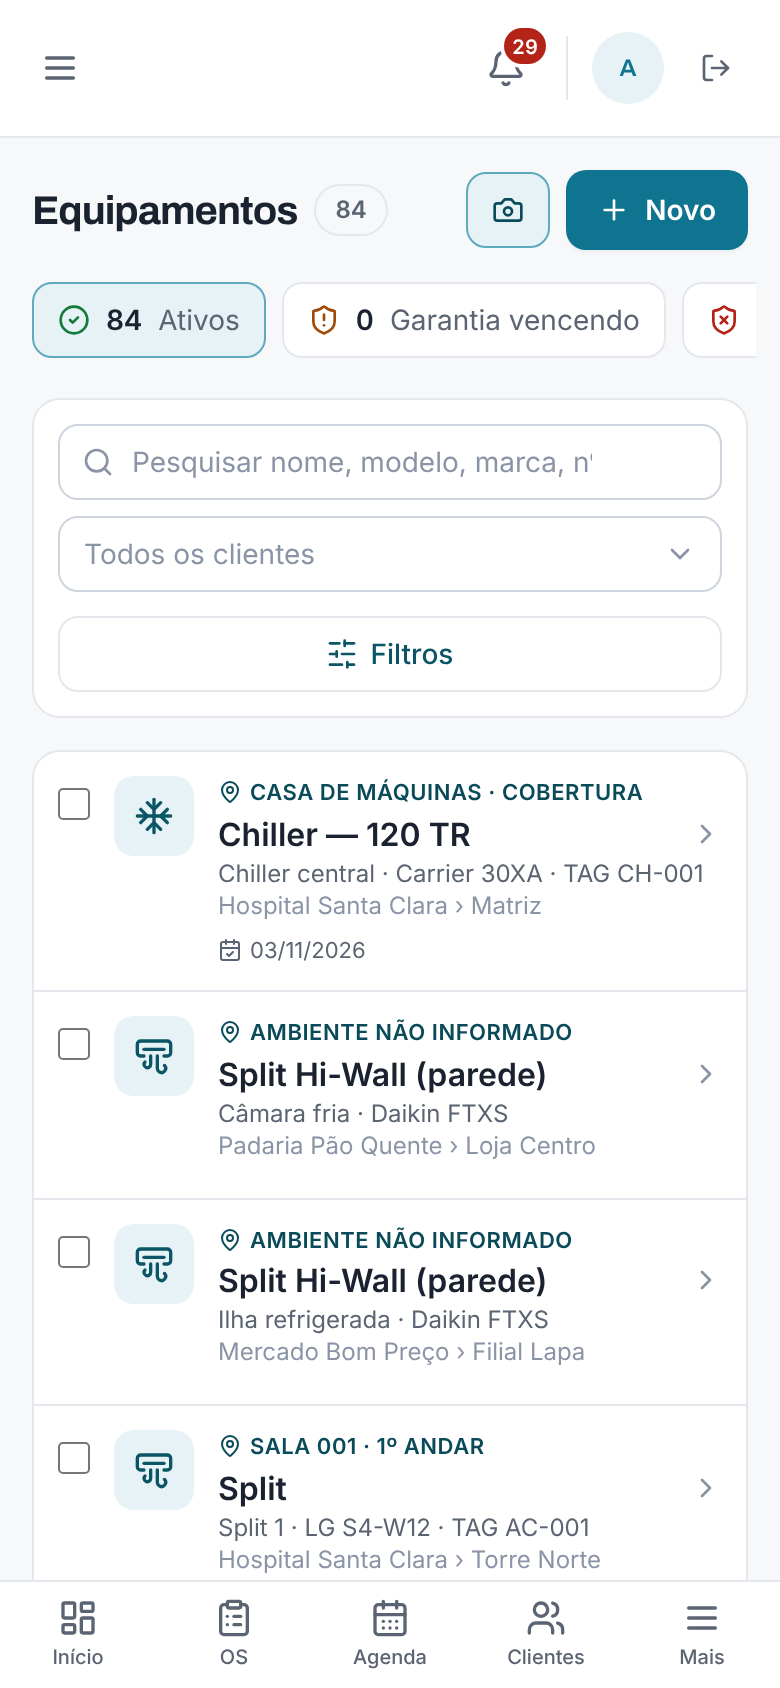 29
A
Equipamentos 84
Novo
84 Ativos
0 Garantia vencendo
Pesquisar nome, modelo, marca,
Todos os clientes
Filtros
CASA DE MÁQUINAS · COBERTURA
Chiller — 120 TR
Chiller central · Carrier 30XA · TAG CH-001
Hospital Santa Clara › Matriz
03/11/2026
AMBIENTE NÃO INFORMADO
Split Hi-Wall (parede)
Câmara fria · Daikin FTXS
Padaria Pão Quente › Loja Centro
AMBIENTE NÃO INFORMADO
Split Hi-Wall (parede)
Ilha refrigerada · Daikin FTXS
Mercado Bom Preço › Filial Lapa
SALA 001 · 1º ANDAR
Split
Split 1 · LG S4-W12 · TAG AC-001
Hospital Santa Clara › Torre Norte
Início
OS
Agenda
Clientes
Mais